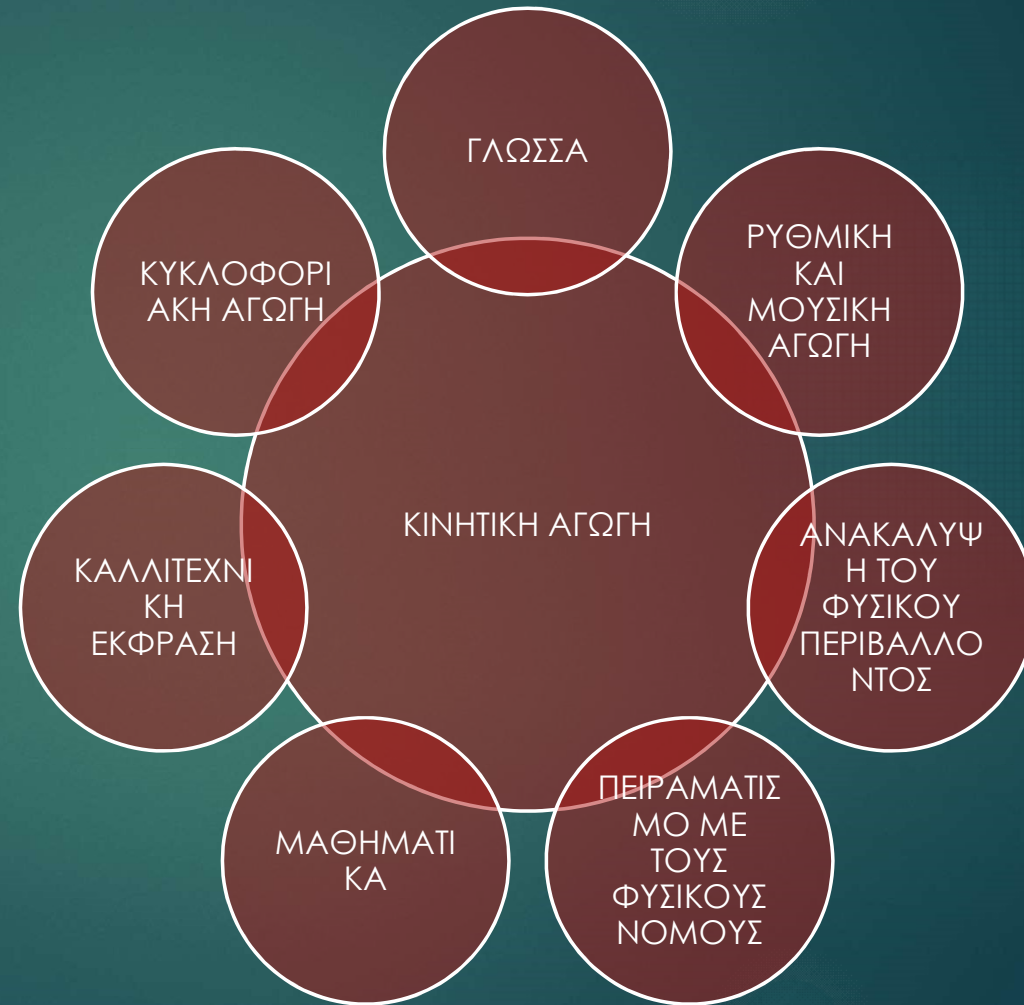 ΓΛΩΣΣΑ
ΡΥΘΜΙΚΗ
ΚΑΙ
ΜΟΥΣΙΚΗ
ΑΓΩΓΗ
ΑΝΑΚΑΛΥΨ
Η ΤΟΥ
ΦΥΣΙΚΟΥ
ΠΕΡΙΒΑΛΛΟ
ΝΤΟΣ
ΠΕΙΡΑΜΑΤΙΣ
ΜΟ ΜΕ
ΤΟΥΣ
ΦΥΣΙΚΟΥΣ
ΝΟΜΟΥΣ
ΜΑΘΗΜΑΤΙ
ΚΑ
ΚΑΛΛΙΤΕΧΝΙ
ΚΗ
ΕΚΦΡΑΣΗ
ΚΥΚΛΟΦΟΡΙ
ΑΚΗ ΑΓΩΓΗ
ΚΙΝΗΤΙΚΗ ΑΓΩΓΗ